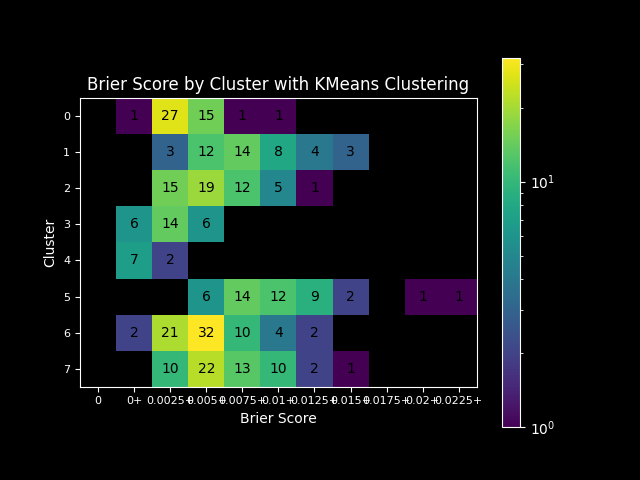 Brier Score by Cluster with KMeans Clustering
0 1 27 15 1 1
1 3 12 14 8 4 3
2 15 19 12 5 1
3 6 14 6
4 7 2
5 6 14 12 9 2 1 1
6 2 21 32 10 4 2
7 10 22 13 10 2 1
Cluster
0 0+ 0.0025+ 0.005+ 0.0075+ 0.01+ 0.0125+ 0.015+ 0.0175+ 0.02+ 0.0225+
Brier Score
10^1
10^0